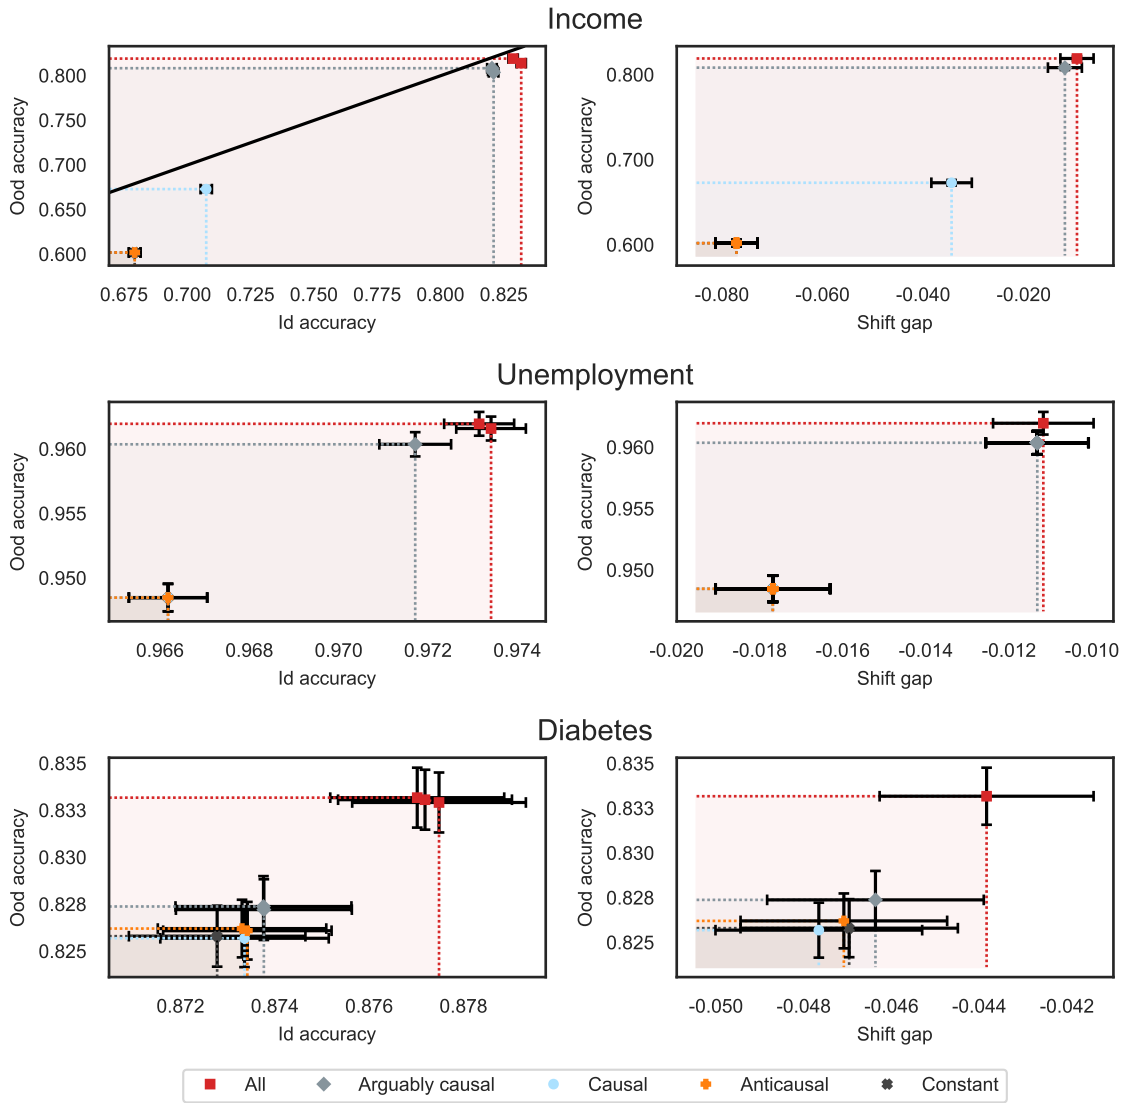 Income
Ood accuracy
0.800
0.750
0.700
0.650
0.600
0.675 0.700 0.725 0.750 0.775 0.800 0.825
Id accuracy
Ood accuracy
0.800
0.700
0.600
-0.080 -0.060 -0.040 -0.020
Shift gap
Unemployment
Ood accuracy
0.960
0.955
0.950
0.966 0.968 0.970 0.972 0.974
Id accuracy
Ood accuracy
0.960
0.955
0.950
-0.020 -0.018 -0.016 -0.014 -0.012 -0.010
Shift gap
Diabetes
Ood accuracy
0.835
0.833
0.830
0.828
0.825
0.872 0.874 0.876 0.878
Id accuracy
Ood accuracy
0.835
0.833
0.830
0.828
0.825
-0.050 -0.048 -0.046 -0.044 -0.042
Shift gap
All Arguably causal Causal Anticausal Constant